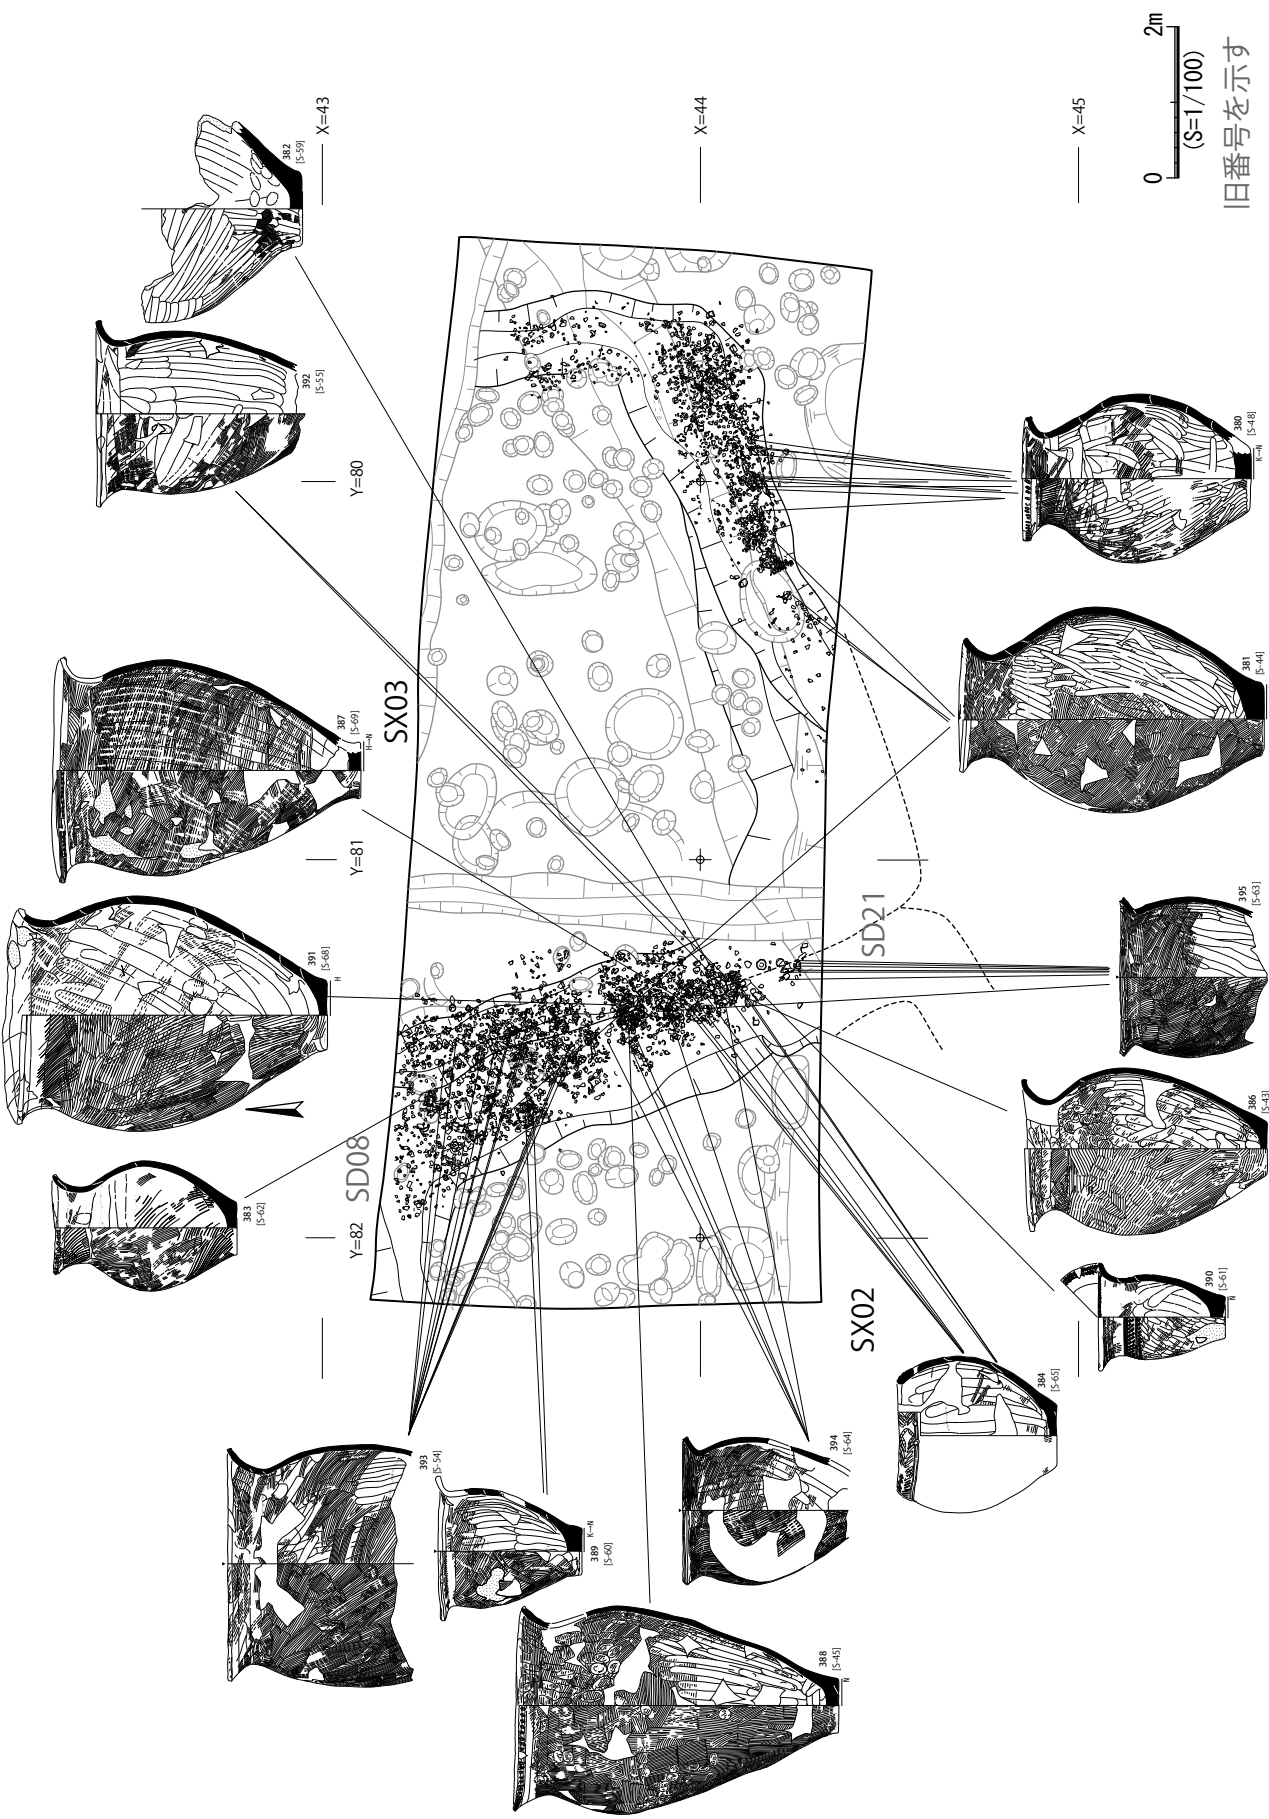 2m
0
(S=1/100)
旧番号を示す
X=43
X=44
X=45
382
[S-59]
392
[S-55]
Y=80
380
[S-48]
K—N
381
[S-44]
387
[S-69]
H—N
SX03
Y=81
391
[S-68]
H
SD21
395
[S-63]
383
[S-62]
SD08
Y=82
386
[S-43]
390
[S-61]
N
SX02
384
[S-65]
393
[S-54]
389
[S-60]
K—N
394
[S-64]
388
[S-45]
N